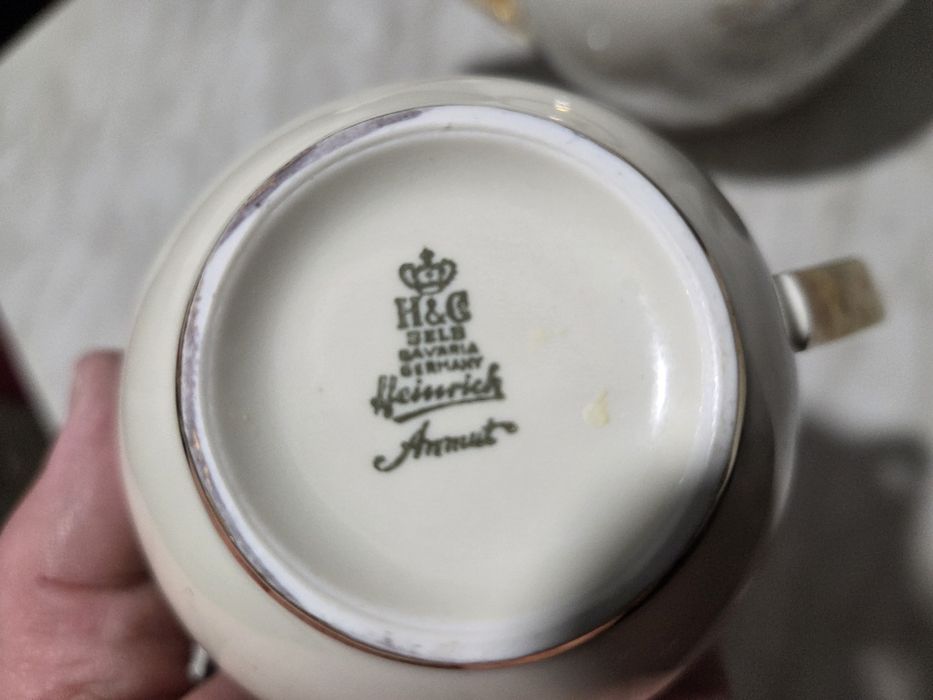 H&C
SELB
BAVARIA
GERMANY
Heinrich
Anmut